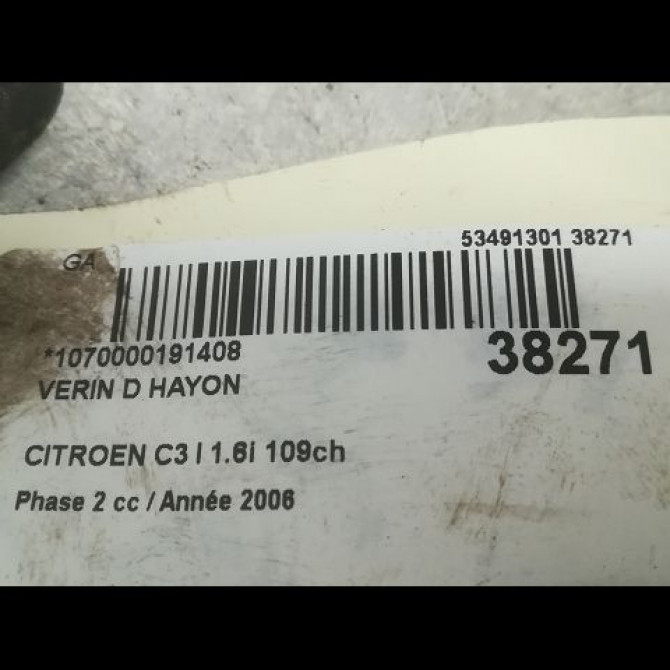 53491301 38271
GA
*1070000191408
38271
VERIN D HAYON
CITROEN C3 I 1.6i 109ch
Phase 2 cc / Année 2006